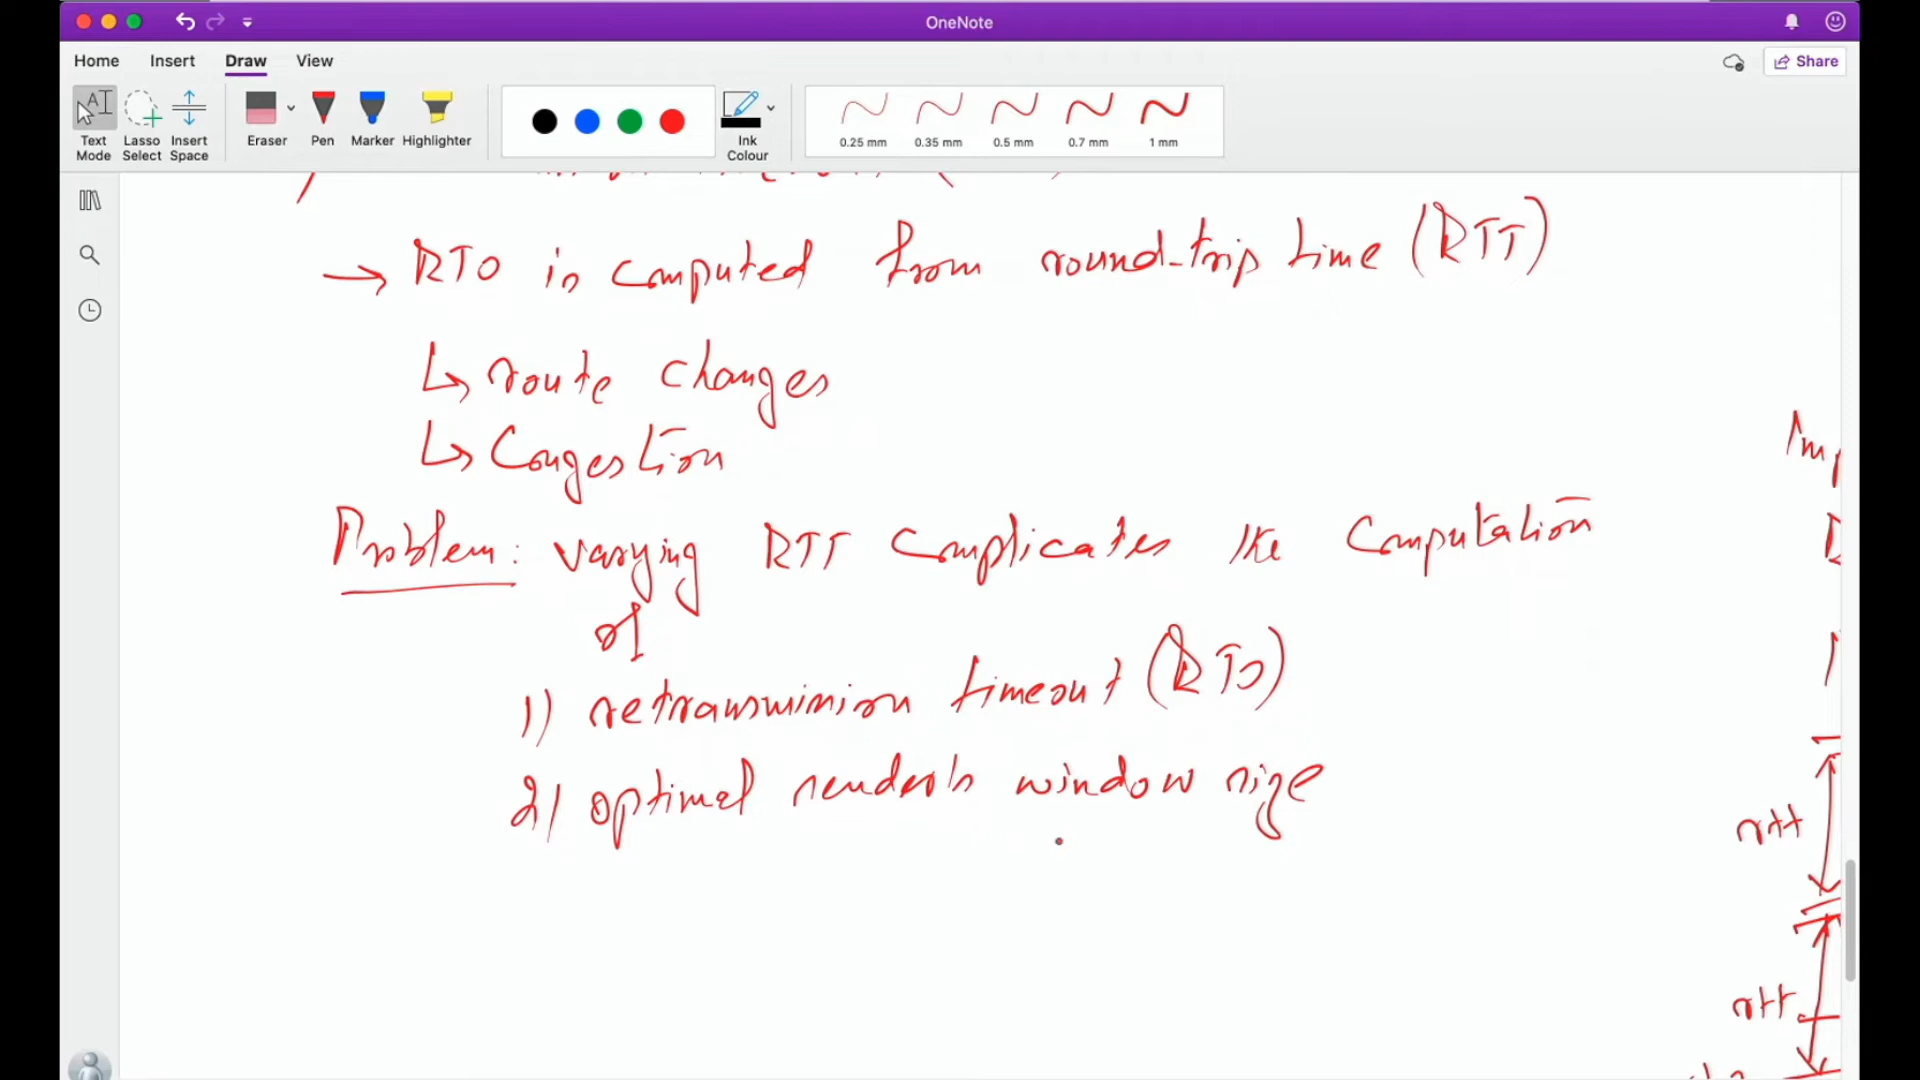 OneNote
Home Insert Draw View
Share
Text Mode
Lasso Select
Insert Space
Eraser
Pen
Marker
Highlighter
Ink Colour
0.25 mm 0.35 mm 0.5 mm 0.7 mm 1 mm
→ RTO is computed from round-trip time (RTT)
↳ route changes
↳ Congestion
Problem: varying RTT complicates the computation
of
1) retransmission timeout (RTO)
2) optimal sender's window size
Imp
rtt
rtt